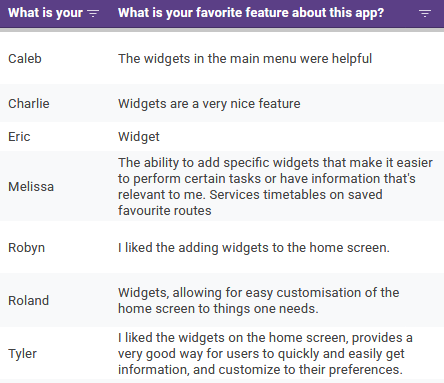 What is your What is your favorite feature about this app?
Caleb The widgets in the main menu were helpful
Charlie Widgets are a very nice feature
Eric Widget
Melissa The ability to add specific widgets that make it easier
to perform certain tasks or have information that's
relevant to me. Services timetables on saved
favourite routes
Robyn I liked the adding widgets to the home screen.
Roland Widgets, allowing for easy customisation of the
home screen to things one needs.
Tyler I liked the widgets on the home screen, provides a
very good way for users to quickly and easily get
information, and customize to their preferences.